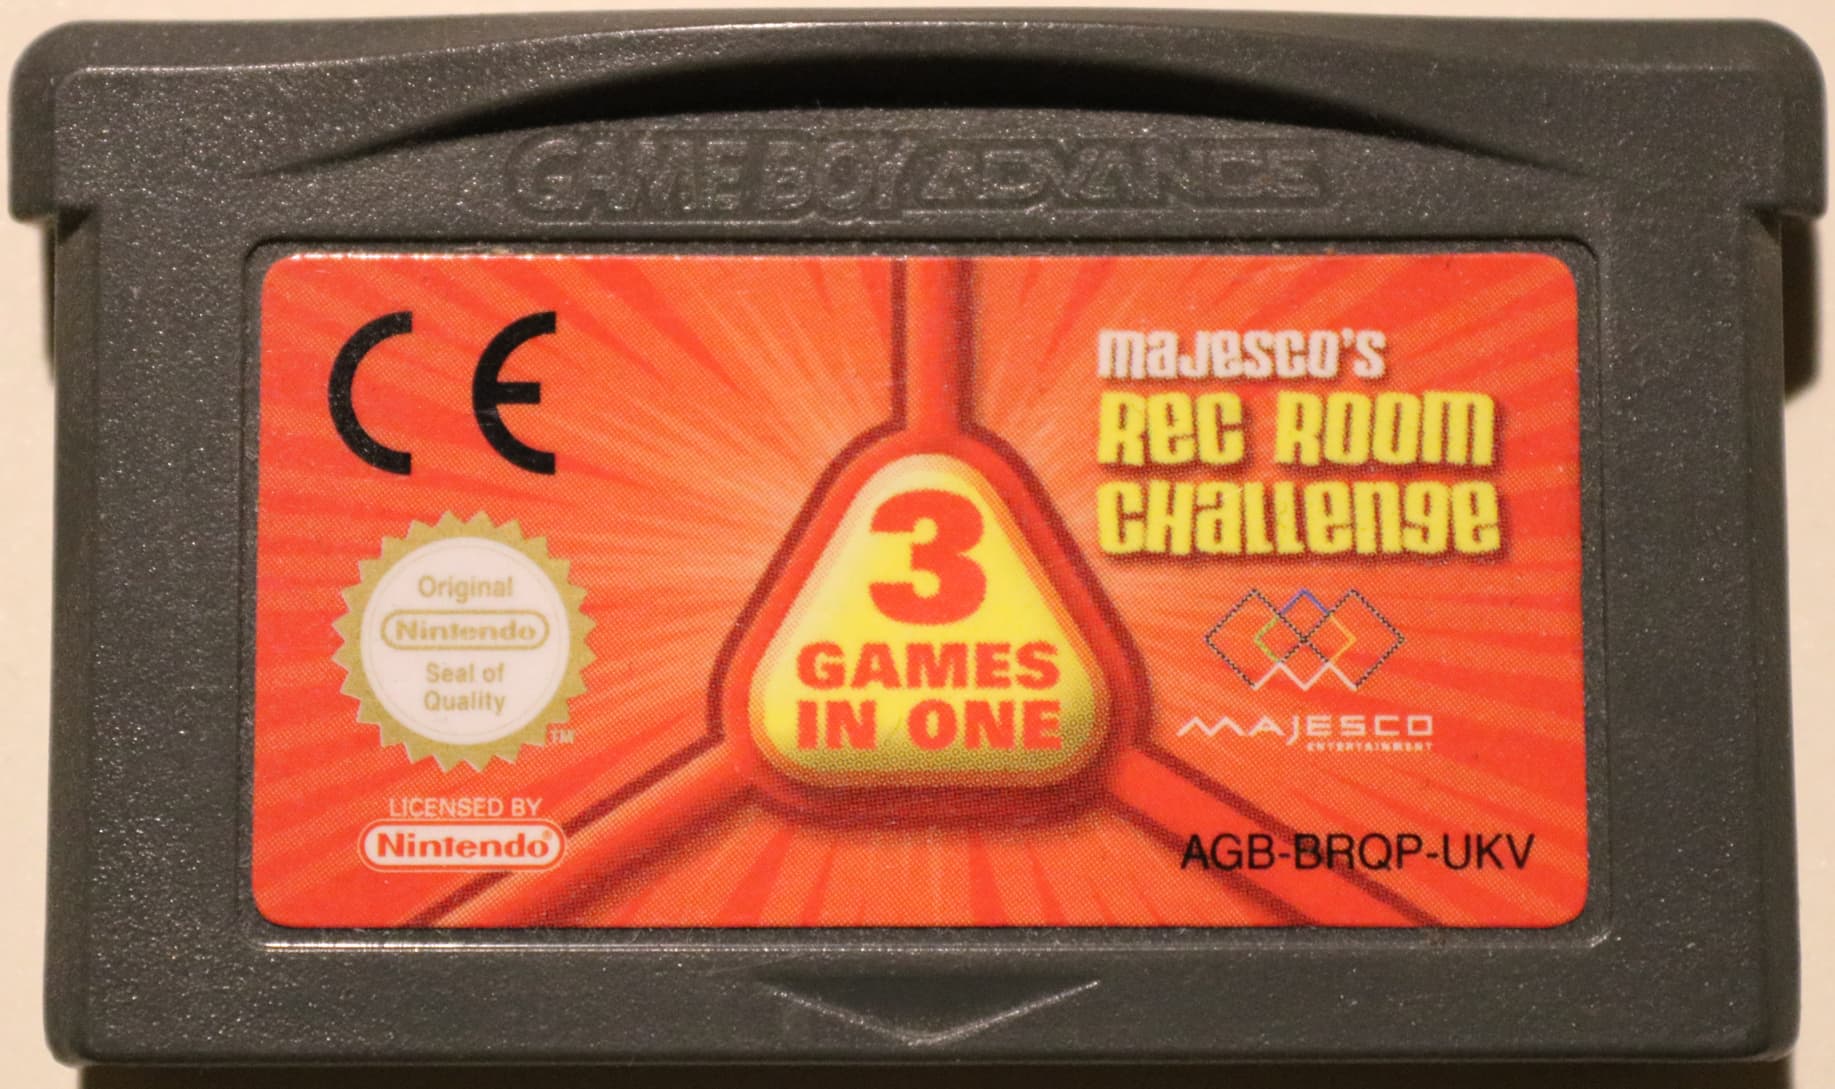 GAME BOY ADVANCE
CE
Original
Nintendo
Seal of
Quality
TM
LICENSED BY
Nintendo®
3
GAMES
IN ONE
majesco's
Rec Room
Challenge
MAJESCO
ENTERTAINMENT
AGB-BRQP-UKV